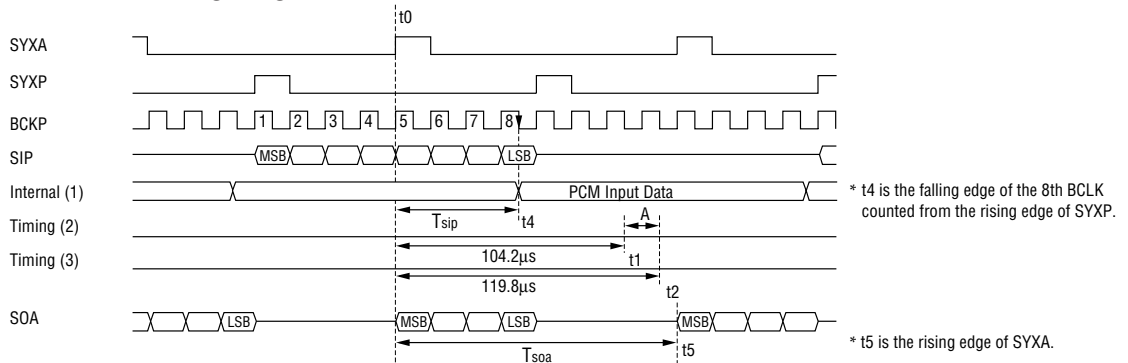 t0
SYXA
SYXP
BCKP 1 2 3 4 5 6 7 8
SIP MSB LSB
Internal (1) PCM Input Data
* t4 is the falling edge of the 8th BCLK
counted from the rising edge of SYXP.
Tsip t4 A
Timing (2)
104.2μs t1
Timing (3)
119.8μs
t2
SOA LSB MSB LSB MSB
Tsoa t5
* t5 is the rising edge of SYXA.